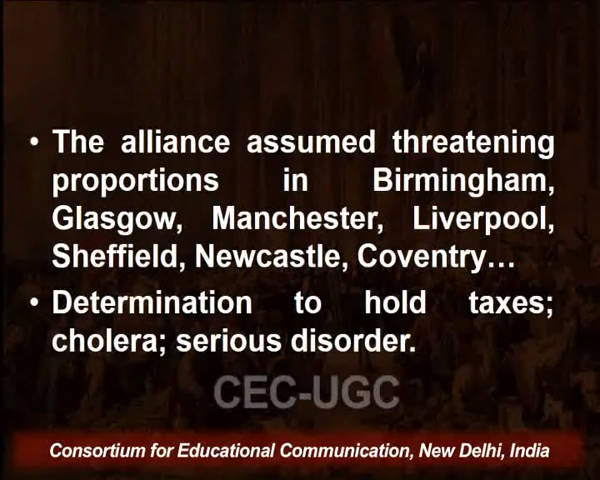 • The alliance assumed threatening
proportions in Birmingham,
Glasgow, Manchester, Liverpool,
Sheffield, Newcastle, Coventry…
• Determination to hold taxes;
cholera; serious disorder.
CEC-UGC
Consortium for Educational Communication, New Delhi, India